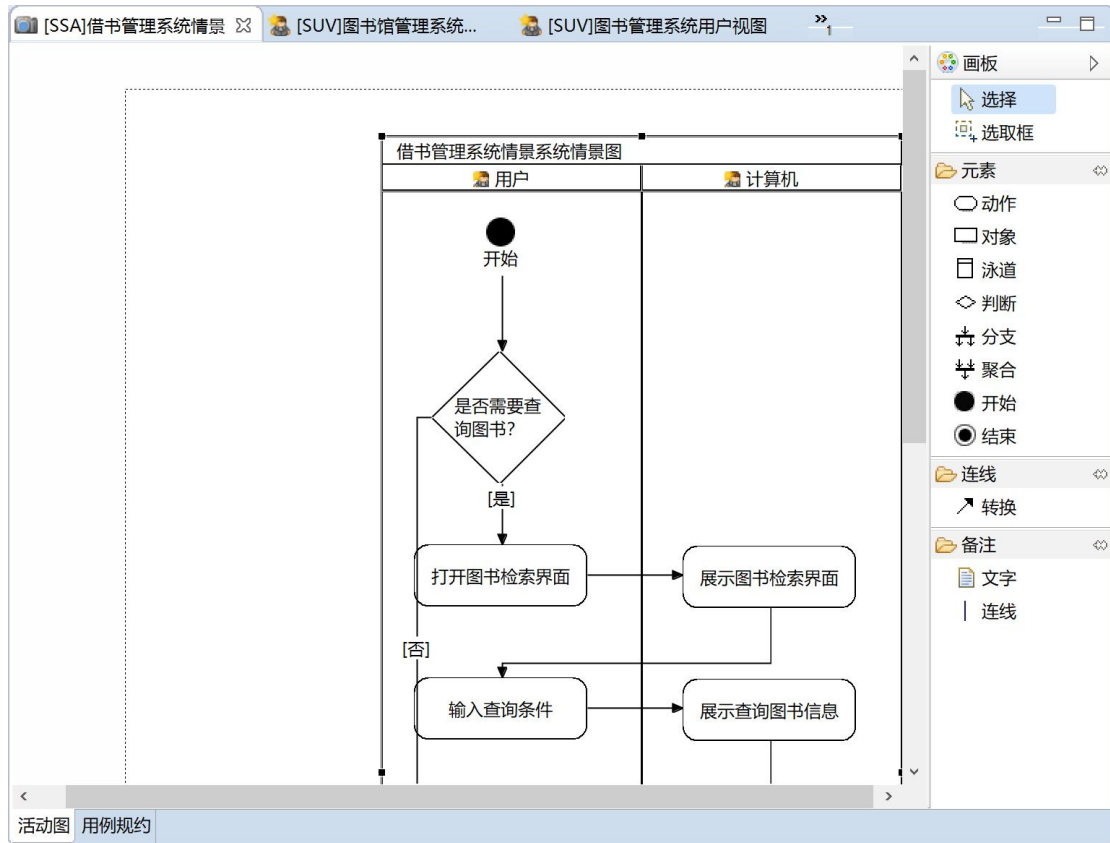 [SSA]借书管理系统情景
[SUV]图书馆管理系统...
[SUV]图书管理系统用户视图
»1
画板
选择
选取框
元素
动作
对象
泳道
判断
分支
聚合
开始
结束
连线
转换
备注
文字
连线
借书管理系统情景系统情景图
用户
计算机
开始
是否需要查
询图书?
[是]
打开图书检索界面
展示图书检索界面
[否]
输入查询条件
展示查询图书信息
活动图
用例规约